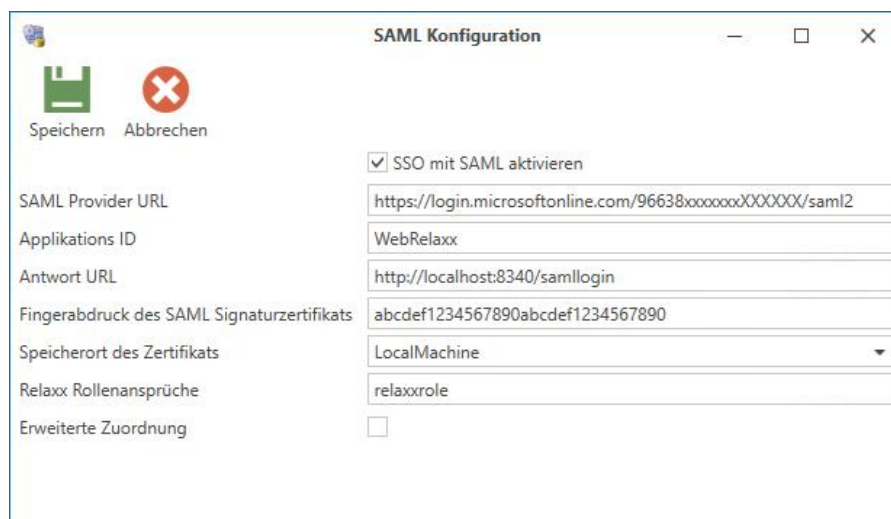 SAML Konfiguration
Speichern Abbrechen
SSO mit SAML aktivieren
SAML Provider URL https://login.microsoftonline.com/96638xxxxxxxXXXXXX/saml2
Applikations ID WebRelaxx
Antwort URL http://localhost:8340/samllogin
Fingerabdruck des SAML Signaturzertifikats abcdef1234567890abcdef1234567890
Speicherort des Zertifikats LocalMachine
Relaxx Rollenansprüche relaxxrole
Erweiterte Zuordnung